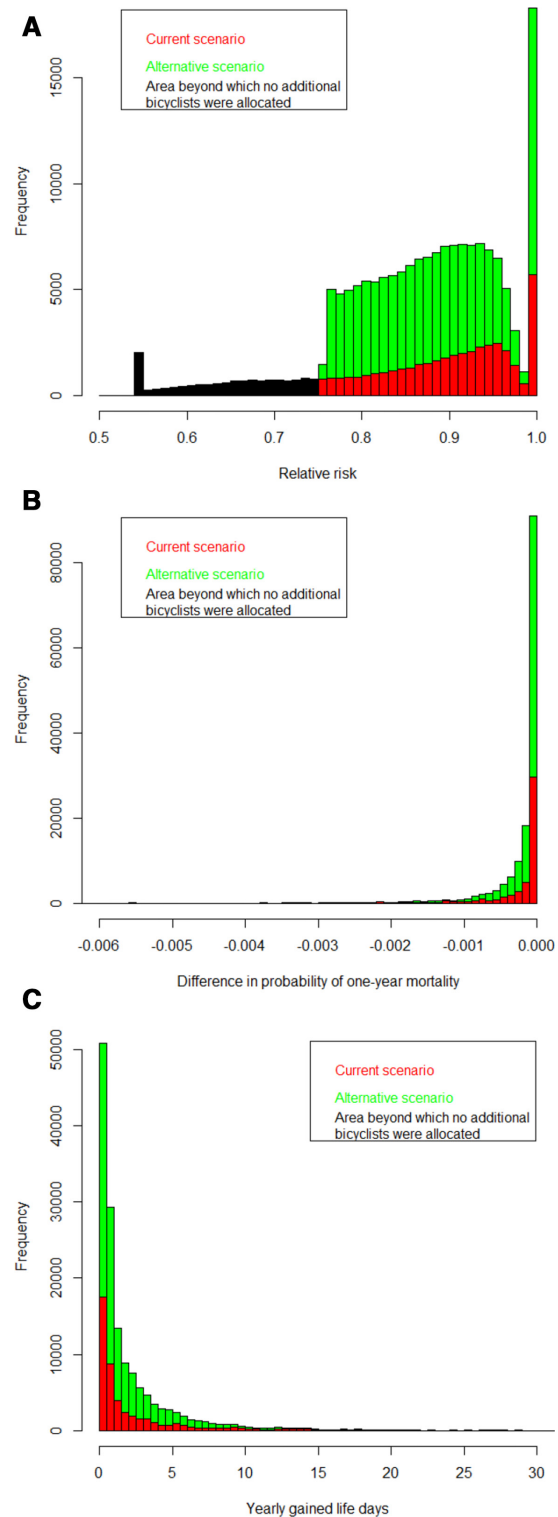 A
Current scenario
Alternative scenario
Area beyond which no additional
bicyclists were allocated
Frequency
15000
10000
5000
0
0.5 0.6 0.7 0.8 0.9 1.0
Relative risk
B
Current scenario
Alternative scenario
Area beyond which no additional
bicyclists were allocated
Frequency
80000
60000
40000
20000
0
-0.006 -0.005 -0.004 -0.003 -0.002 -0.001 0.000
Difference in probability of one-year mortality
C
Current scenario
Alternative scenario
Area beyond which no additional
bicyclists were allocated
Frequency
50000
40000
30000
20000
10000
0
0 5 10 15 20 25 30
Yearly gained life days